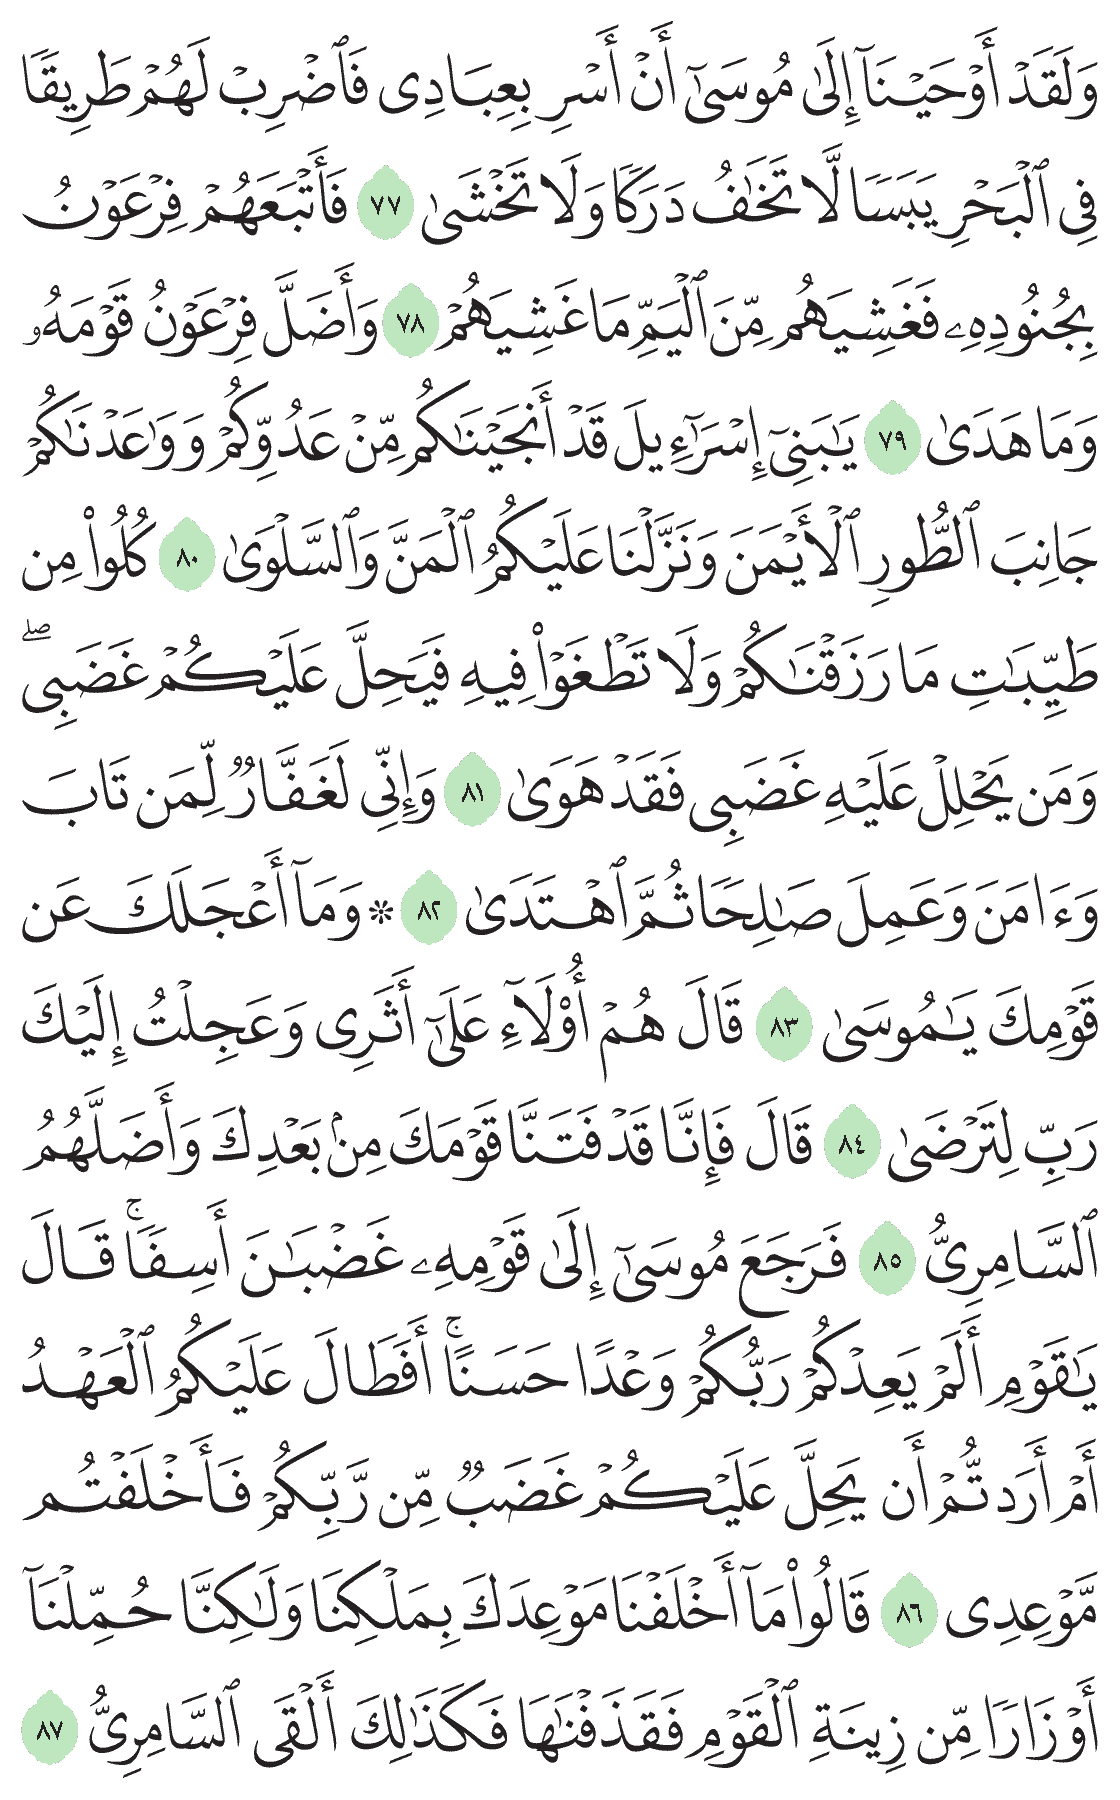 وَلَقَدۡ أَوۡحَيۡنَآ إِلَىٰ مُوسَىٰٓ أَنۡ أَسۡرِ بِعِبَادِى فَٱضۡرِبۡ لَهُمۡ طَرِيقٗا
فِى ٱلۡبَحۡرِ يَبَسٗا لَّا تَخَٰفُ دَرَكٗا وَلَا تَخۡشَىٰ ٧٧ فَأَتۡبَعَهُمۡ فِرۡعَوۡنُ
بِجُنُودِهِۦ فَغَشِيَهُم مِّنَ ٱلۡيَمِّ مَا غَشِيَهُمۡ ٧٨ وَأَضَلَّ فِرۡعَوۡنُ قَوۡمَهُۥ
وَمَا هَدَىٰ ٧٩ يَٰبَنِىٓ إِسۡرَٰٓءِيلَ قَدۡ أَنجَيۡنَٰكُم مِّنۡ عَدُوِّكُمۡ وَوَٰعَدۡنَٰكُمۡ
جَانِبَ ٱلطُّورِ ٱلۡأَيۡمَنَ وَنَزَّلۡنَا عَلَيۡكُمُ ٱلۡمَنَّ وَٱلسَّلۡوَىٰ ٨٠ كُلُواْ مِن
طَيِّبَٰتِ مَا رَزَقۡنَٰكُمۡ وَلَا تَطۡغَوۡاْ فِيهِ فَيَحِلَّ عَلَيۡكُمۡ غَضَبِىۖ
وَمَن يَحۡلِلۡ عَلَيۡهِ غَضَبِى فَقَدۡ هَوَىٰ ٨١ وَإِنِّى لَغَفَّارٞ لِّمَن تَابَ
وَءَامَنَ وَعَمِلَ صَٰلِحٗا ثُمَّ ٱهۡتَدَىٰ ٨٢ ۞ وَمَآ أَعۡجَلَكَ عَن
قَوۡمِكَ يَٰمُوسَىٰ ٨٣ قَالَ هُمۡ أُوْلَآءِ عَلَىٰٓ أَثَرِى وَعَجِلۡتُ إِلَيۡكَ
رَبِّ لِتَرۡضَىٰ ٨٤ قَالَ فَإِنَّا قَدۡ فَتَنَّا قَوۡمَكَ مِنۢ بَعۡدِكَ وَأَضَلَّهُمُ
ٱلسَّامِرِىُّ ٨٥ فَرَجَعَ مُوسَىٰٓ إِلَىٰ قَوۡمِهِۦ غَضۡبَٰنَ أَسِفٗاۚ قَالَ
يَٰقَوۡمِ أَلَمۡ يَعِدۡكُمۡ رَبُّكُمۡ وَعۡدًا حَسَنًاۚ أَفَطَالَ عَلَيۡكُمُ ٱلۡعَهۡدُ
أَمۡ أَرَدتُّمۡ أَن يَحِلَّ عَلَيۡكُمۡ غَضَبٞ مِّن رَّبِّكُمۡ فَأَخۡلَفۡتُم
مَّوۡعِدِى ٨٦ قَالُواْ مَآ أَخۡلَفۡنَا مَوۡعِدَكَ بِمَلۡكِنَا وَلَٰكِنَّا حُمِّلۡنَآ
أَوۡزَارٗا مِّن زِينَةِ ٱلۡقَوۡمِ فَقَذَفۡنَٰهَا فَكَذَٰلِكَ أَلۡقَى ٱلسَّامِرِىُّ ٨٧